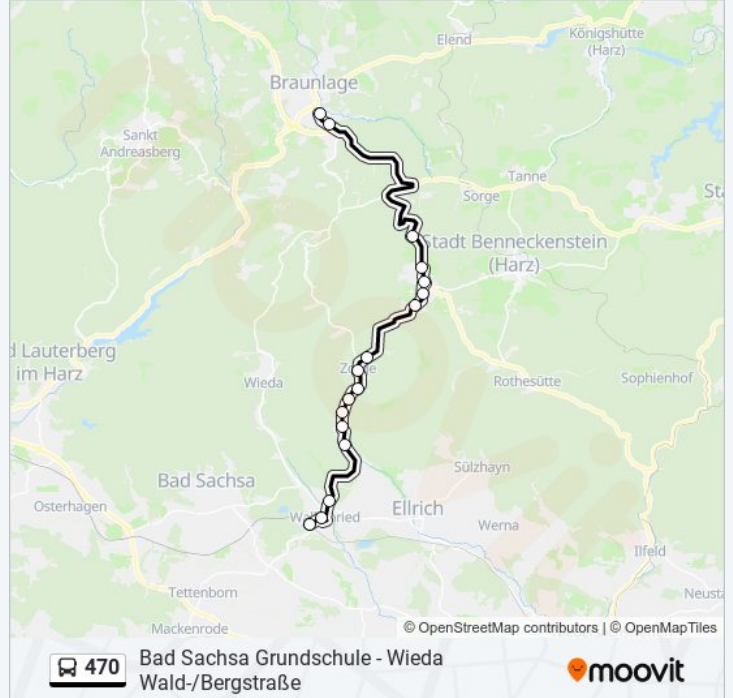 Elend
Königshütte
(Harz)
Braunlage
Sankt
Andreasberg
Tanne
Sorge
Stadt Benneckenstein
(Harz)
d Lauterberg
im Harz
Wieda
Rothesütte
Sophienhof
Bad Sachsa
Sülzhayn
Osterhagen
Ellrich
Werna
Ilfeld
Tettenborn
Mackenrode
© OpenStreetMap contributors | © OpenMapTiles
470
Bad Sachsa Grundschule - Wieda
Wald-/Bergstraße
moovit